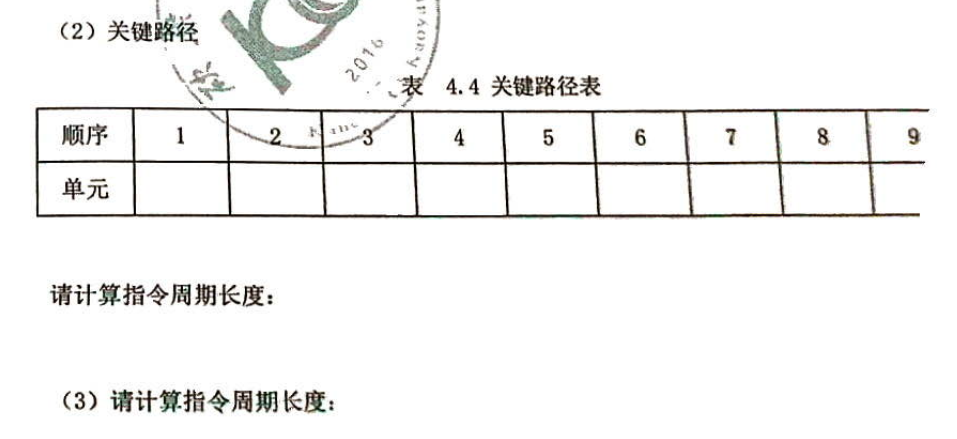 （2）关键路径
2016
表 4.4 关键路径表
顺序 1 2 3 4 5 6 7 8 9
单元
请计算指令周期长度：
（3）请计算指令周期长度：